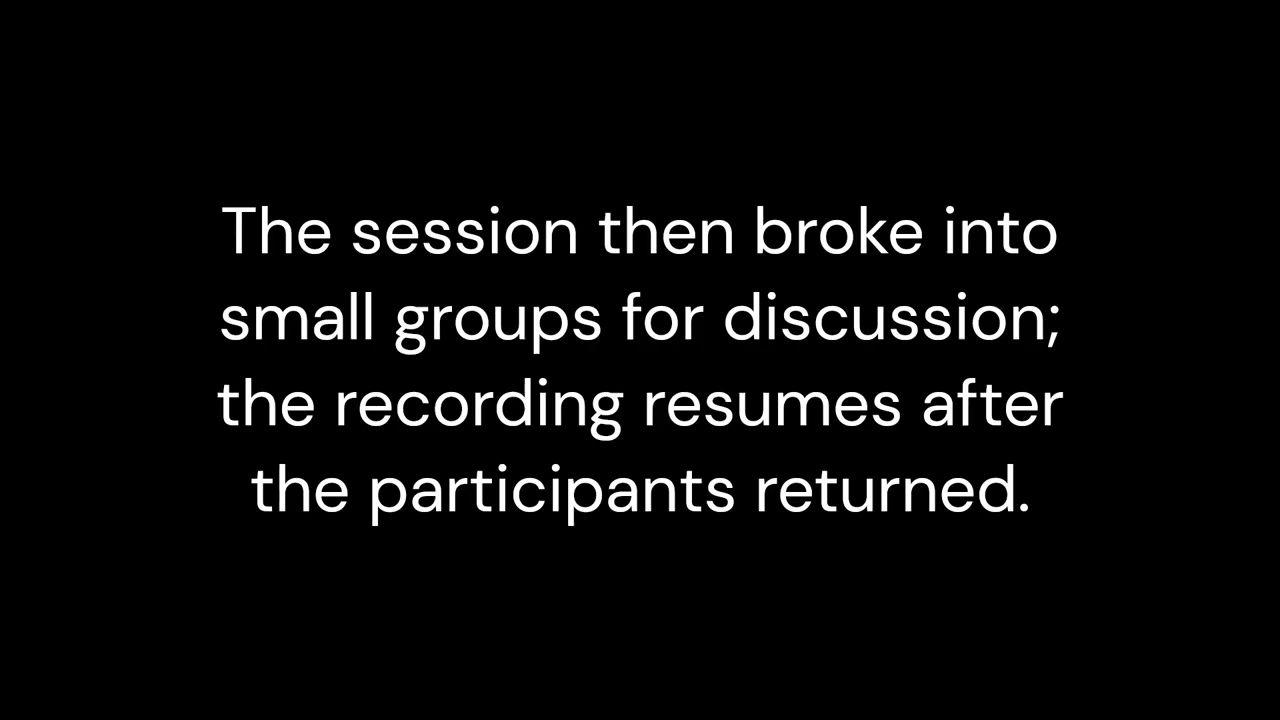 The session then broke into
small groups for discussion;
the recording resumes after
the participants returned.